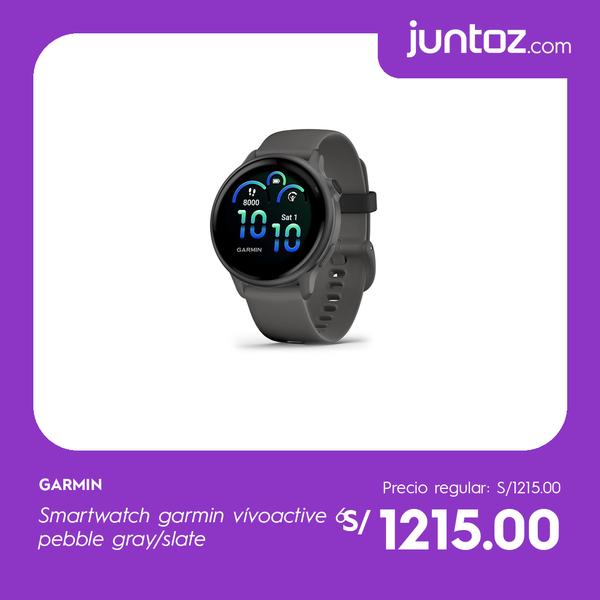 juntoz.com
8000
Sat 1
10
10
GARMIN
GARMIN
Precio regular: S/1215.00
Smartwatch garmin vívoactive 6,
pebble gray/slate
S/ 1215.00